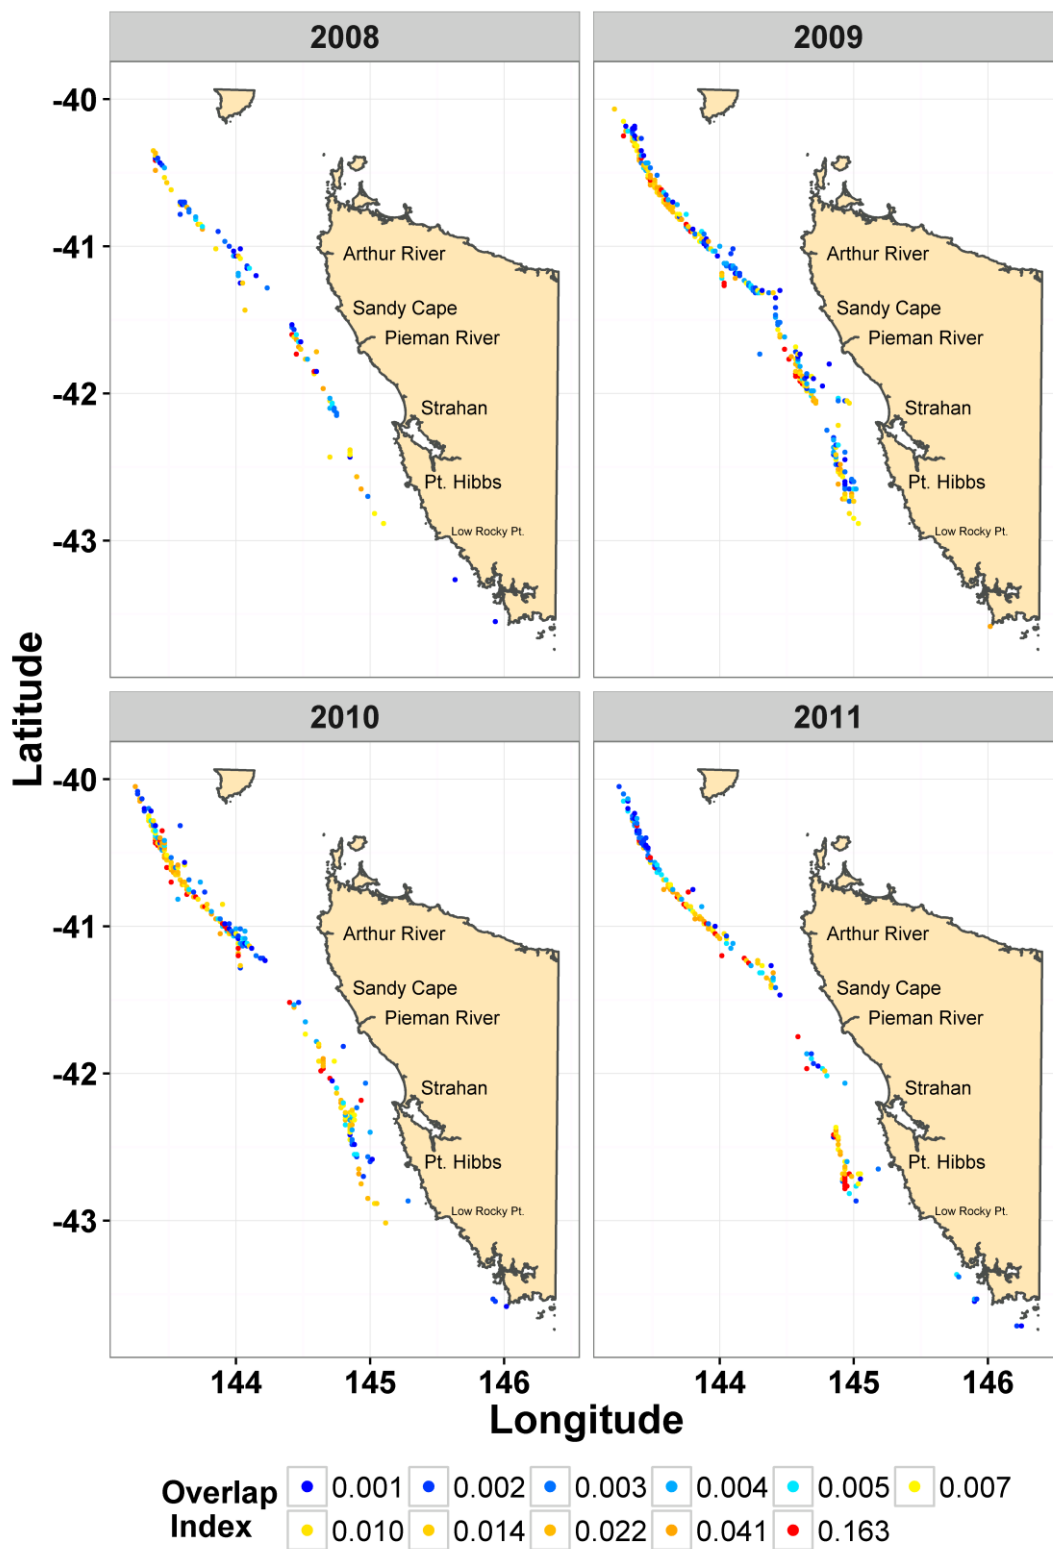 2008
2009
-40
-41
-42
-43
Arthur River
Sandy Cape
Pieman River
Strahan
Pt. Hibbs
Low Rocky Pt.
Arthur River
Sandy Cape
Pieman River
Strahan
Pt. Hibbs
Low Rocky Pt.
Latitude
2010
2011
-40
-41
-42
-43
Arthur River
Sandy Cape
Pieman River
Strahan
Pt. Hibbs
Low Rocky Pt.
Arthur River
Sandy Cape
Pieman River
Strahan
Pt. Hibbs
Low Rocky Pt.
144 145 146
144 145 146
Longitude
Overlap Index
0.001 0.002 0.003 0.004 0.005 0.007
0.010 0.014 0.022 0.041 0.163